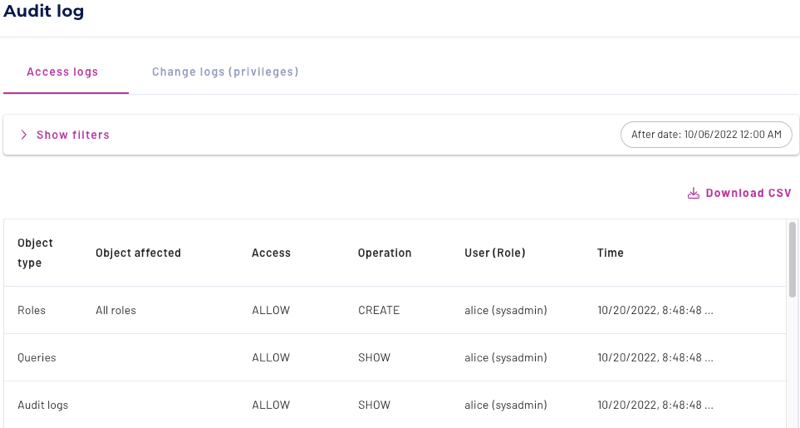 Audit log
Access logs Change logs (privileges)
Show filters After date: 10/06/2022 12:00 AM
Download CSV
Object type Object affected Access Operation User (Role) Time
Roles All roles ALLOW CREATE alice (sysadmin) 10/20/2022, 8:48:48 ...
Queries ALLOW SHOW alice (sysadmin) 10/20/2022, 8:48:48 ...
Audit logs ALLOW SHOW alice (sysadmin) 10/20/2022, 8:48:48 ...